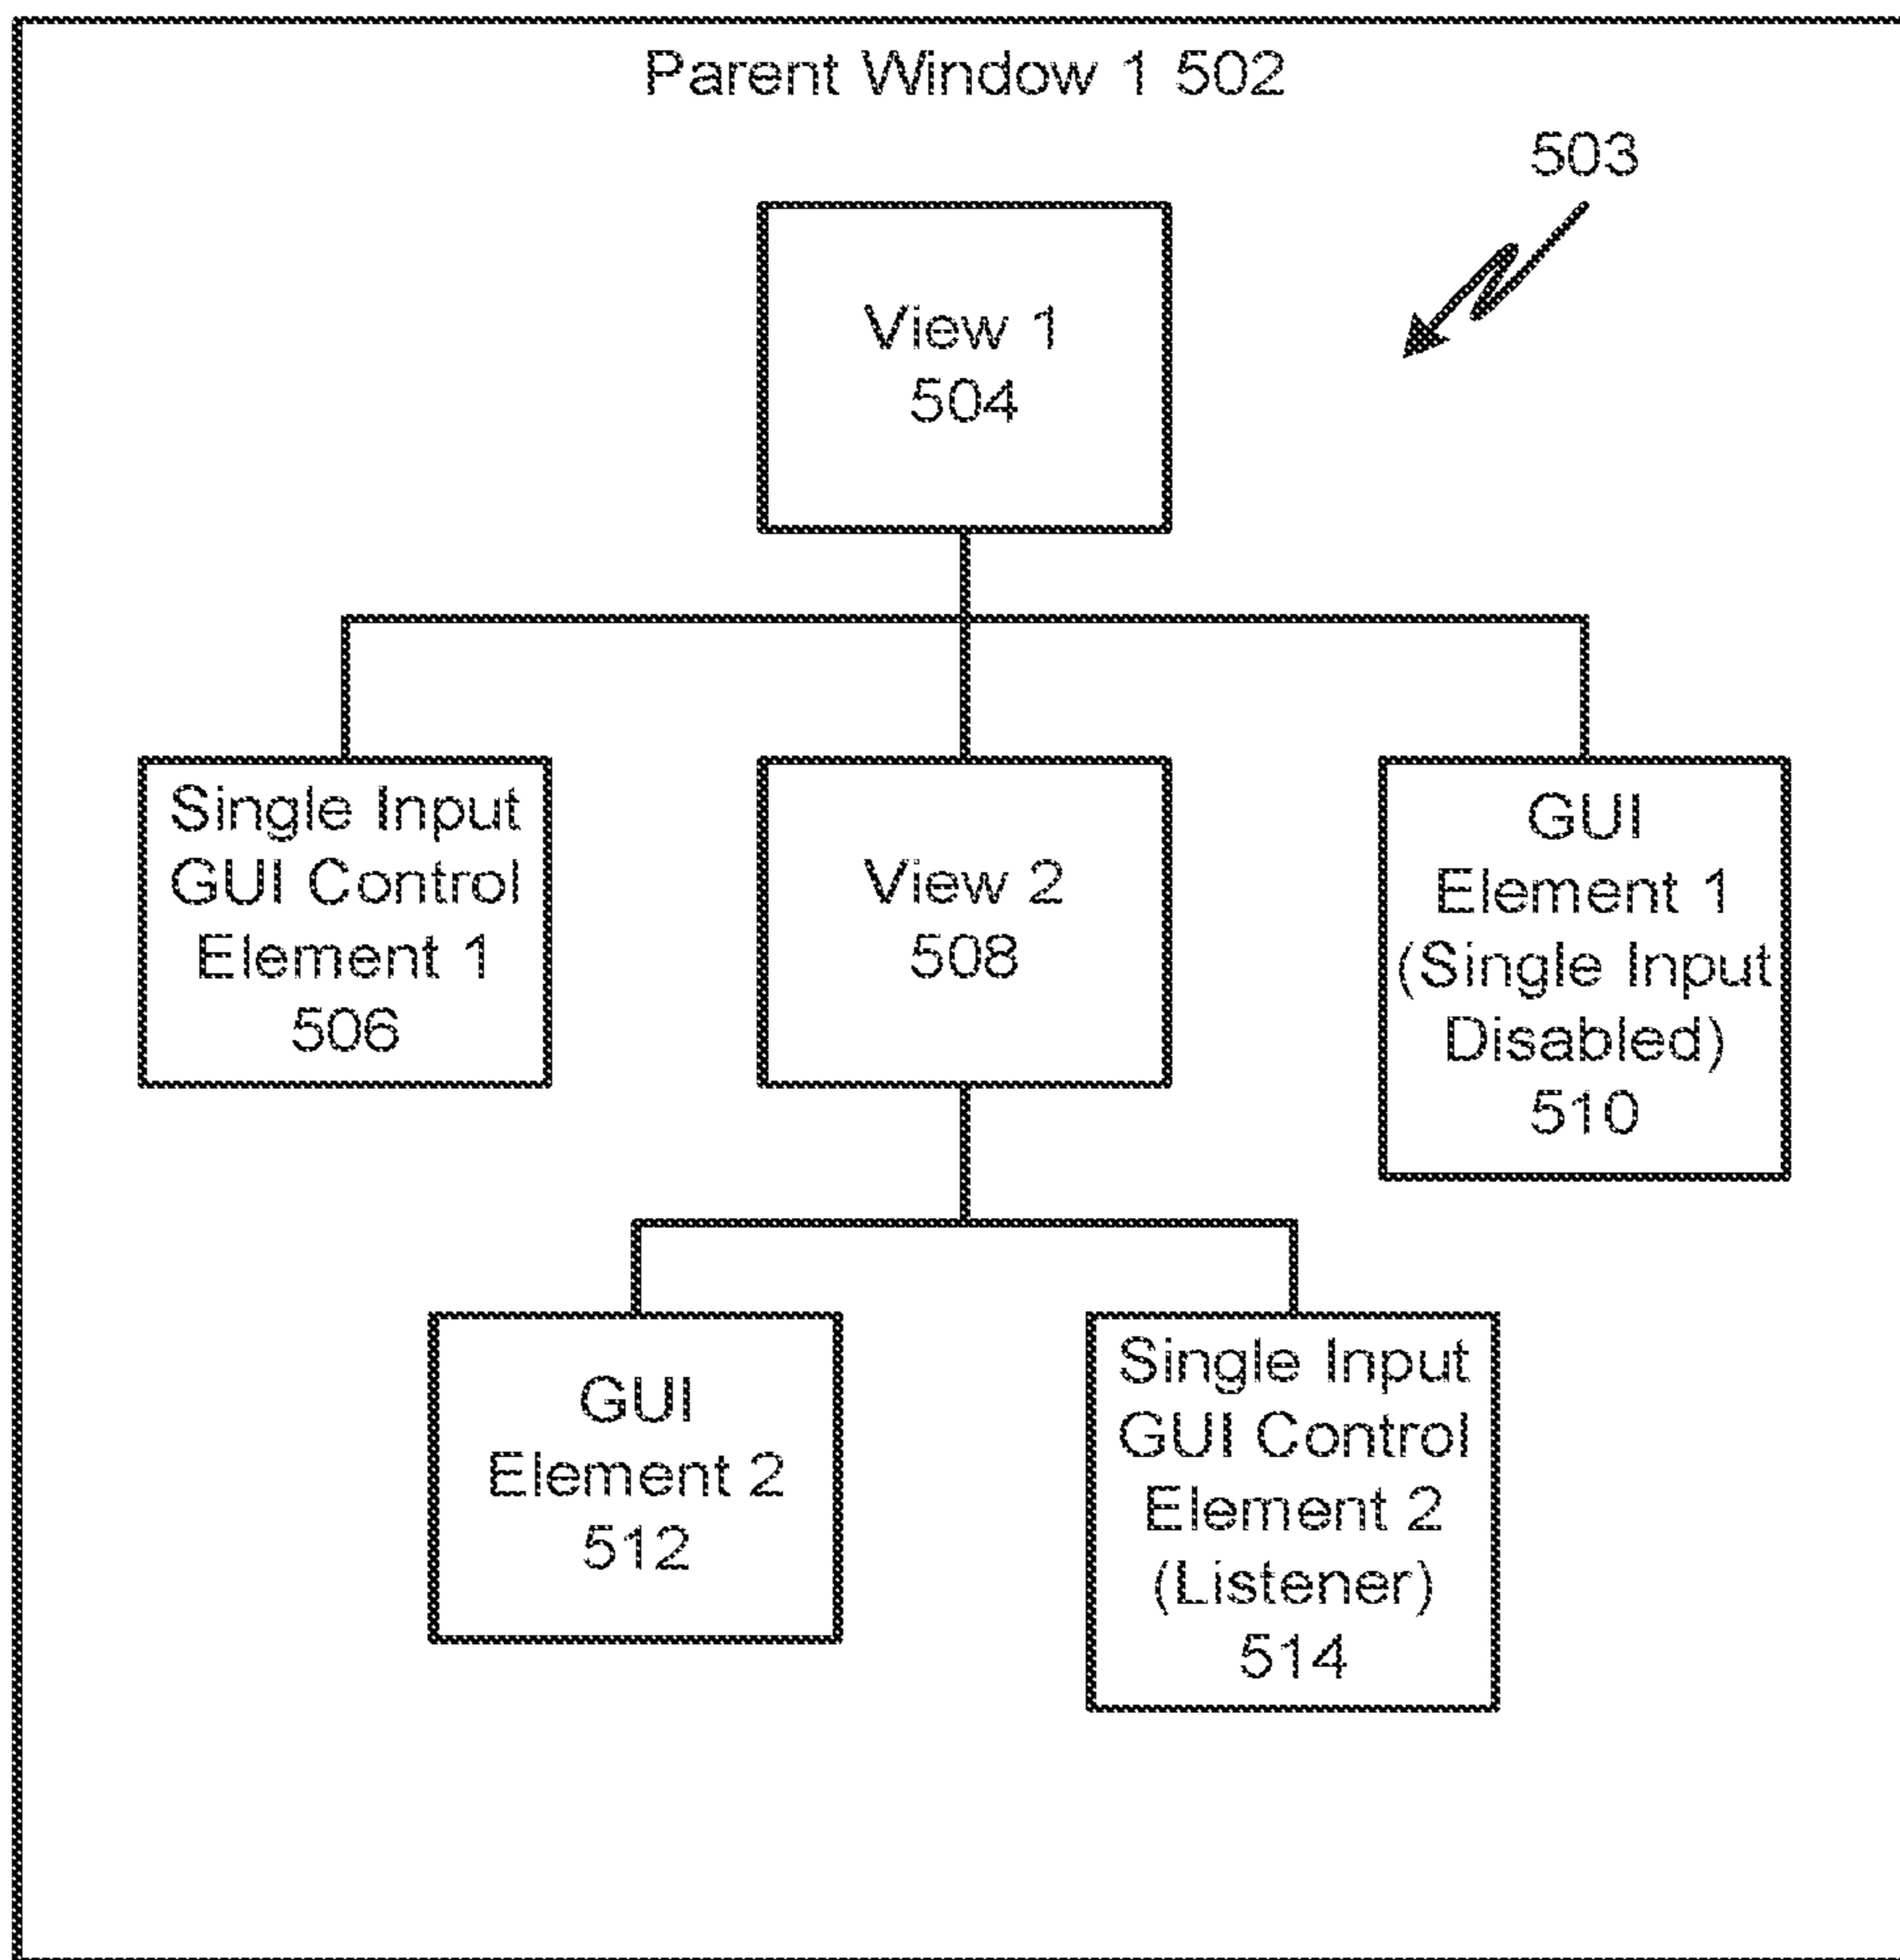 Parent Window 1 502
503
View 1
504
Single Input
GUI Control
Element 1
506
View 2
508
GUI
Element 1
(Single Input
Disabled)
510
GUI
Element 2
512
Single Input
GUI Control
Element 2
(Listener)
514